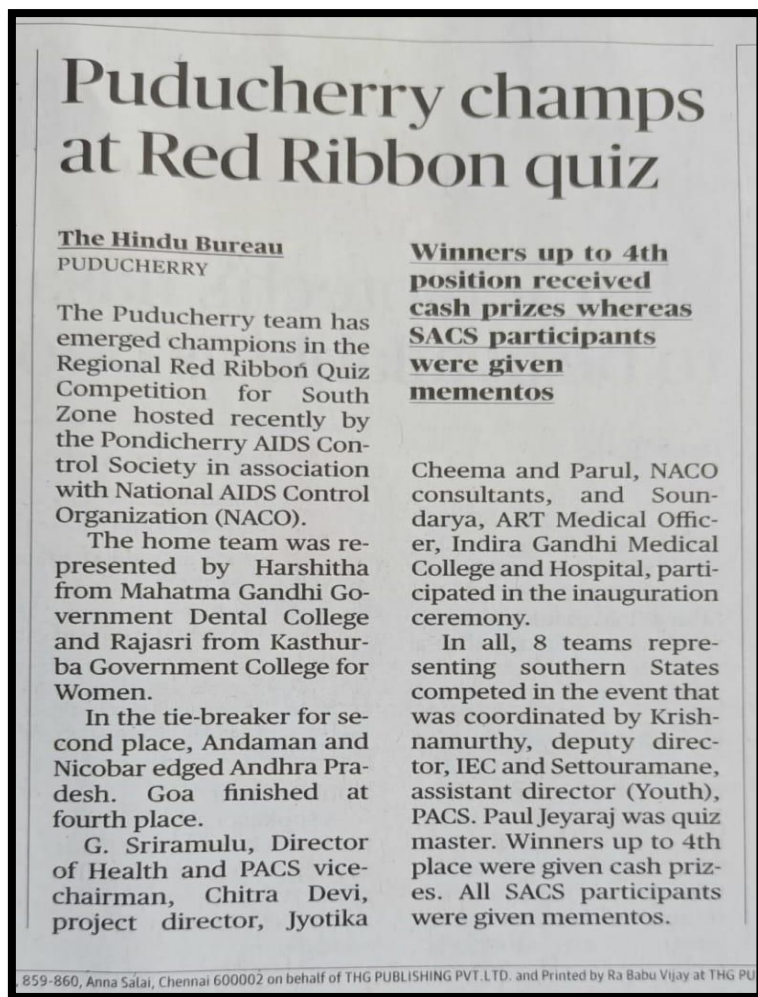 Puducherry champs
at Red Ribbon quiz
The Hindu Bureau
PUDUCHERRY
The Puducherry team has
emerged champions in the
Regional Red Ribbon Quiz
Competition for South
Zone hosted recently by
the Pondicherry AIDS Con-
trol Society in association
with National AIDS Control
Organization (NACO).
The home team was re-
presented by Harshitha
from Mahatma Gandhi Go-
vernment Dental College
and Rajasri from Kasthur-
ba Government College for
Women.
In the tie-breaker for se-
cond place, Andaman and
Nicobar edged Andhra Pra-
desh. Goa finished at
fourth place.
G. Sriramulu, Director
of Health and PACS vice-
chairman, Chitra Devi,
project director, Jyotika
Winners up to 4th
position received
cash prizes whereas
SACS participants
were given
mementos
Cheema and Parul, NACO
consultants, and Soun-
darya, ART Medical Offic-
er, Indira Gandhi Medical
College and Hospital, parti-
cipated in the inauguration
ceremony.
In all, 8 teams repre-
senting southern States
competed in the event that
was coordinated by Krish-
namurthy, deputy direc-
tor, IEC and Settouramane,
assistant director (Youth),
PACS. Paul Jeyaraj was quiz
master. Winners up to 4th
place were given cash priz-
es. All SACS participants
were given mementos.
, 859-860, Anna Salai, Chennai 600002 on behalf of THG PUBLISHING PVT.LTD. and Printed by Ra Babu Vijay at THG PU